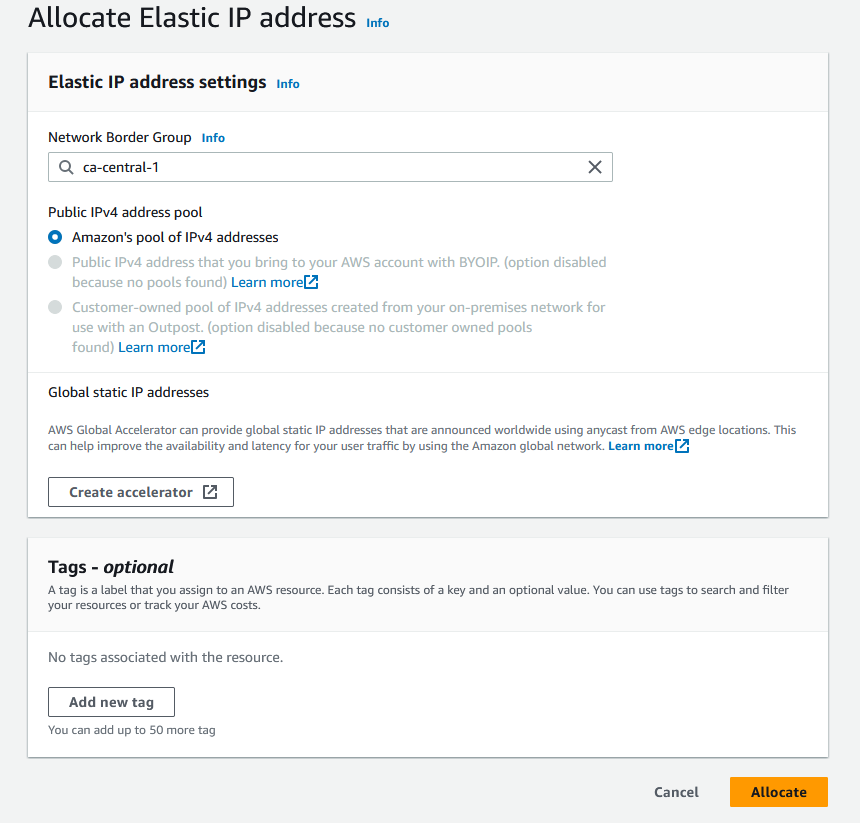 Allocate Elastic IP address Info
Elastic IP address settings Info
Network Border Group Info
ca-central-1
Public IPv4 address pool
Amazon's pool of IPv4 addresses
Public IPv4 address that you bring to your AWS account with BYOIP. (option disabled
because no pools found) Learn more
Customer-owned pool of IPv4 addresses created from your on-premises network for
use with an Outpost. (option disabled because no customer owned pools
found) Learn more
Global static IP addresses
AWS Global Accelerator can provide global static IP addresses that are announced worldwide using anycast from AWS edge locations. This
can help improve the availability and latency for your user traffic by using the Amazon global network. Learn more
Create accelerator
Tags - optional
A tag is a label that you assign to an AWS resource. Each tag consists of a key and an optional value. You can use tags to search and filter
your resources or track your AWS costs.
No tags associated with the resource.
Add new tag
You can add up to 50 more tag
Cancel Allocate